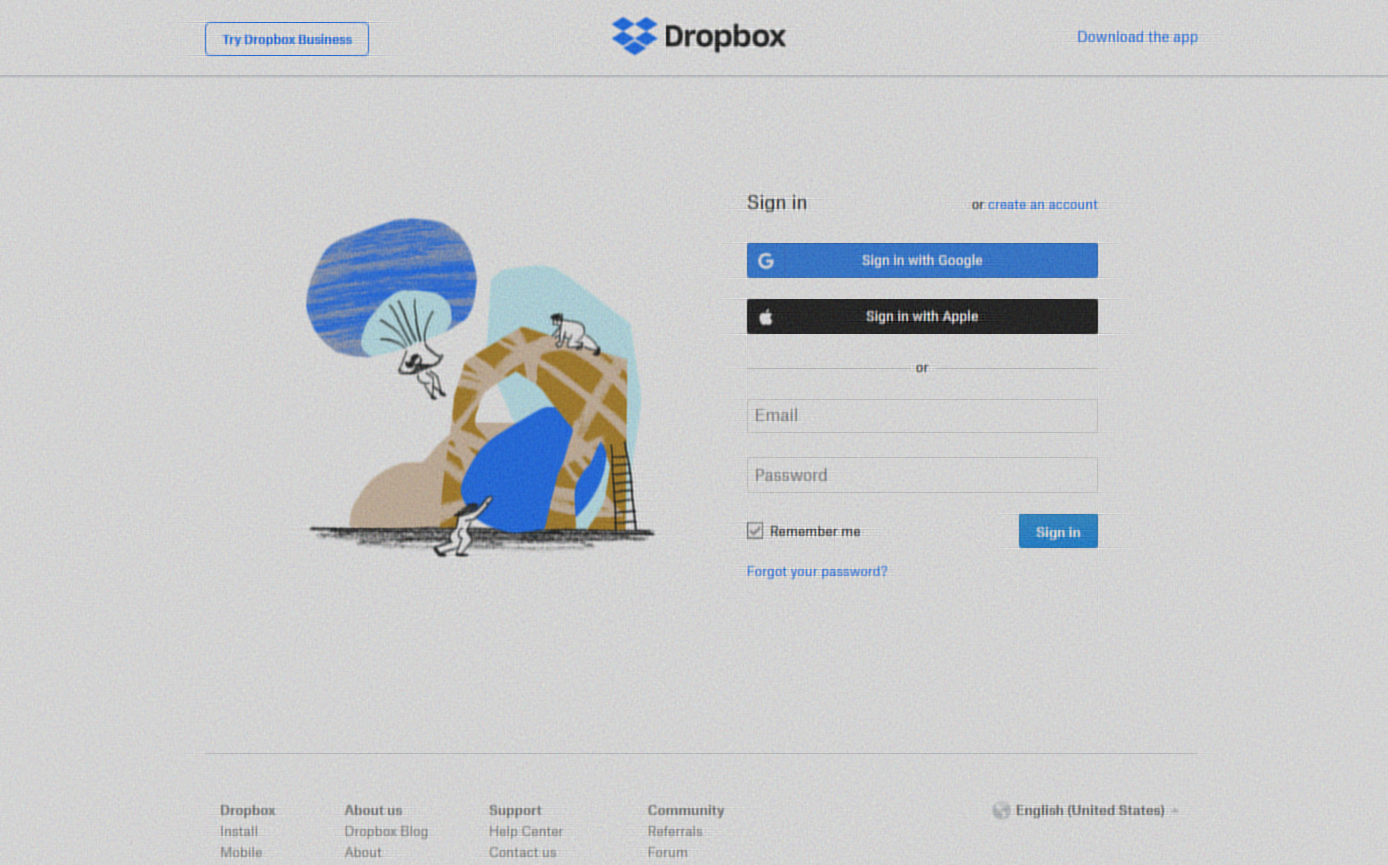 Try Dropbox Business
Dropbox
Download the app
Sign in
or create an account
Sign in with Google
Sign in with Apple
or
Email
Password
Remember me
Sign in
Forgot your password?
Dropbox
Install
Mobile
About us
Dropbox Blog
About
Support
Help Center
Contact us
Community
Referrals
Forum
English (United States)